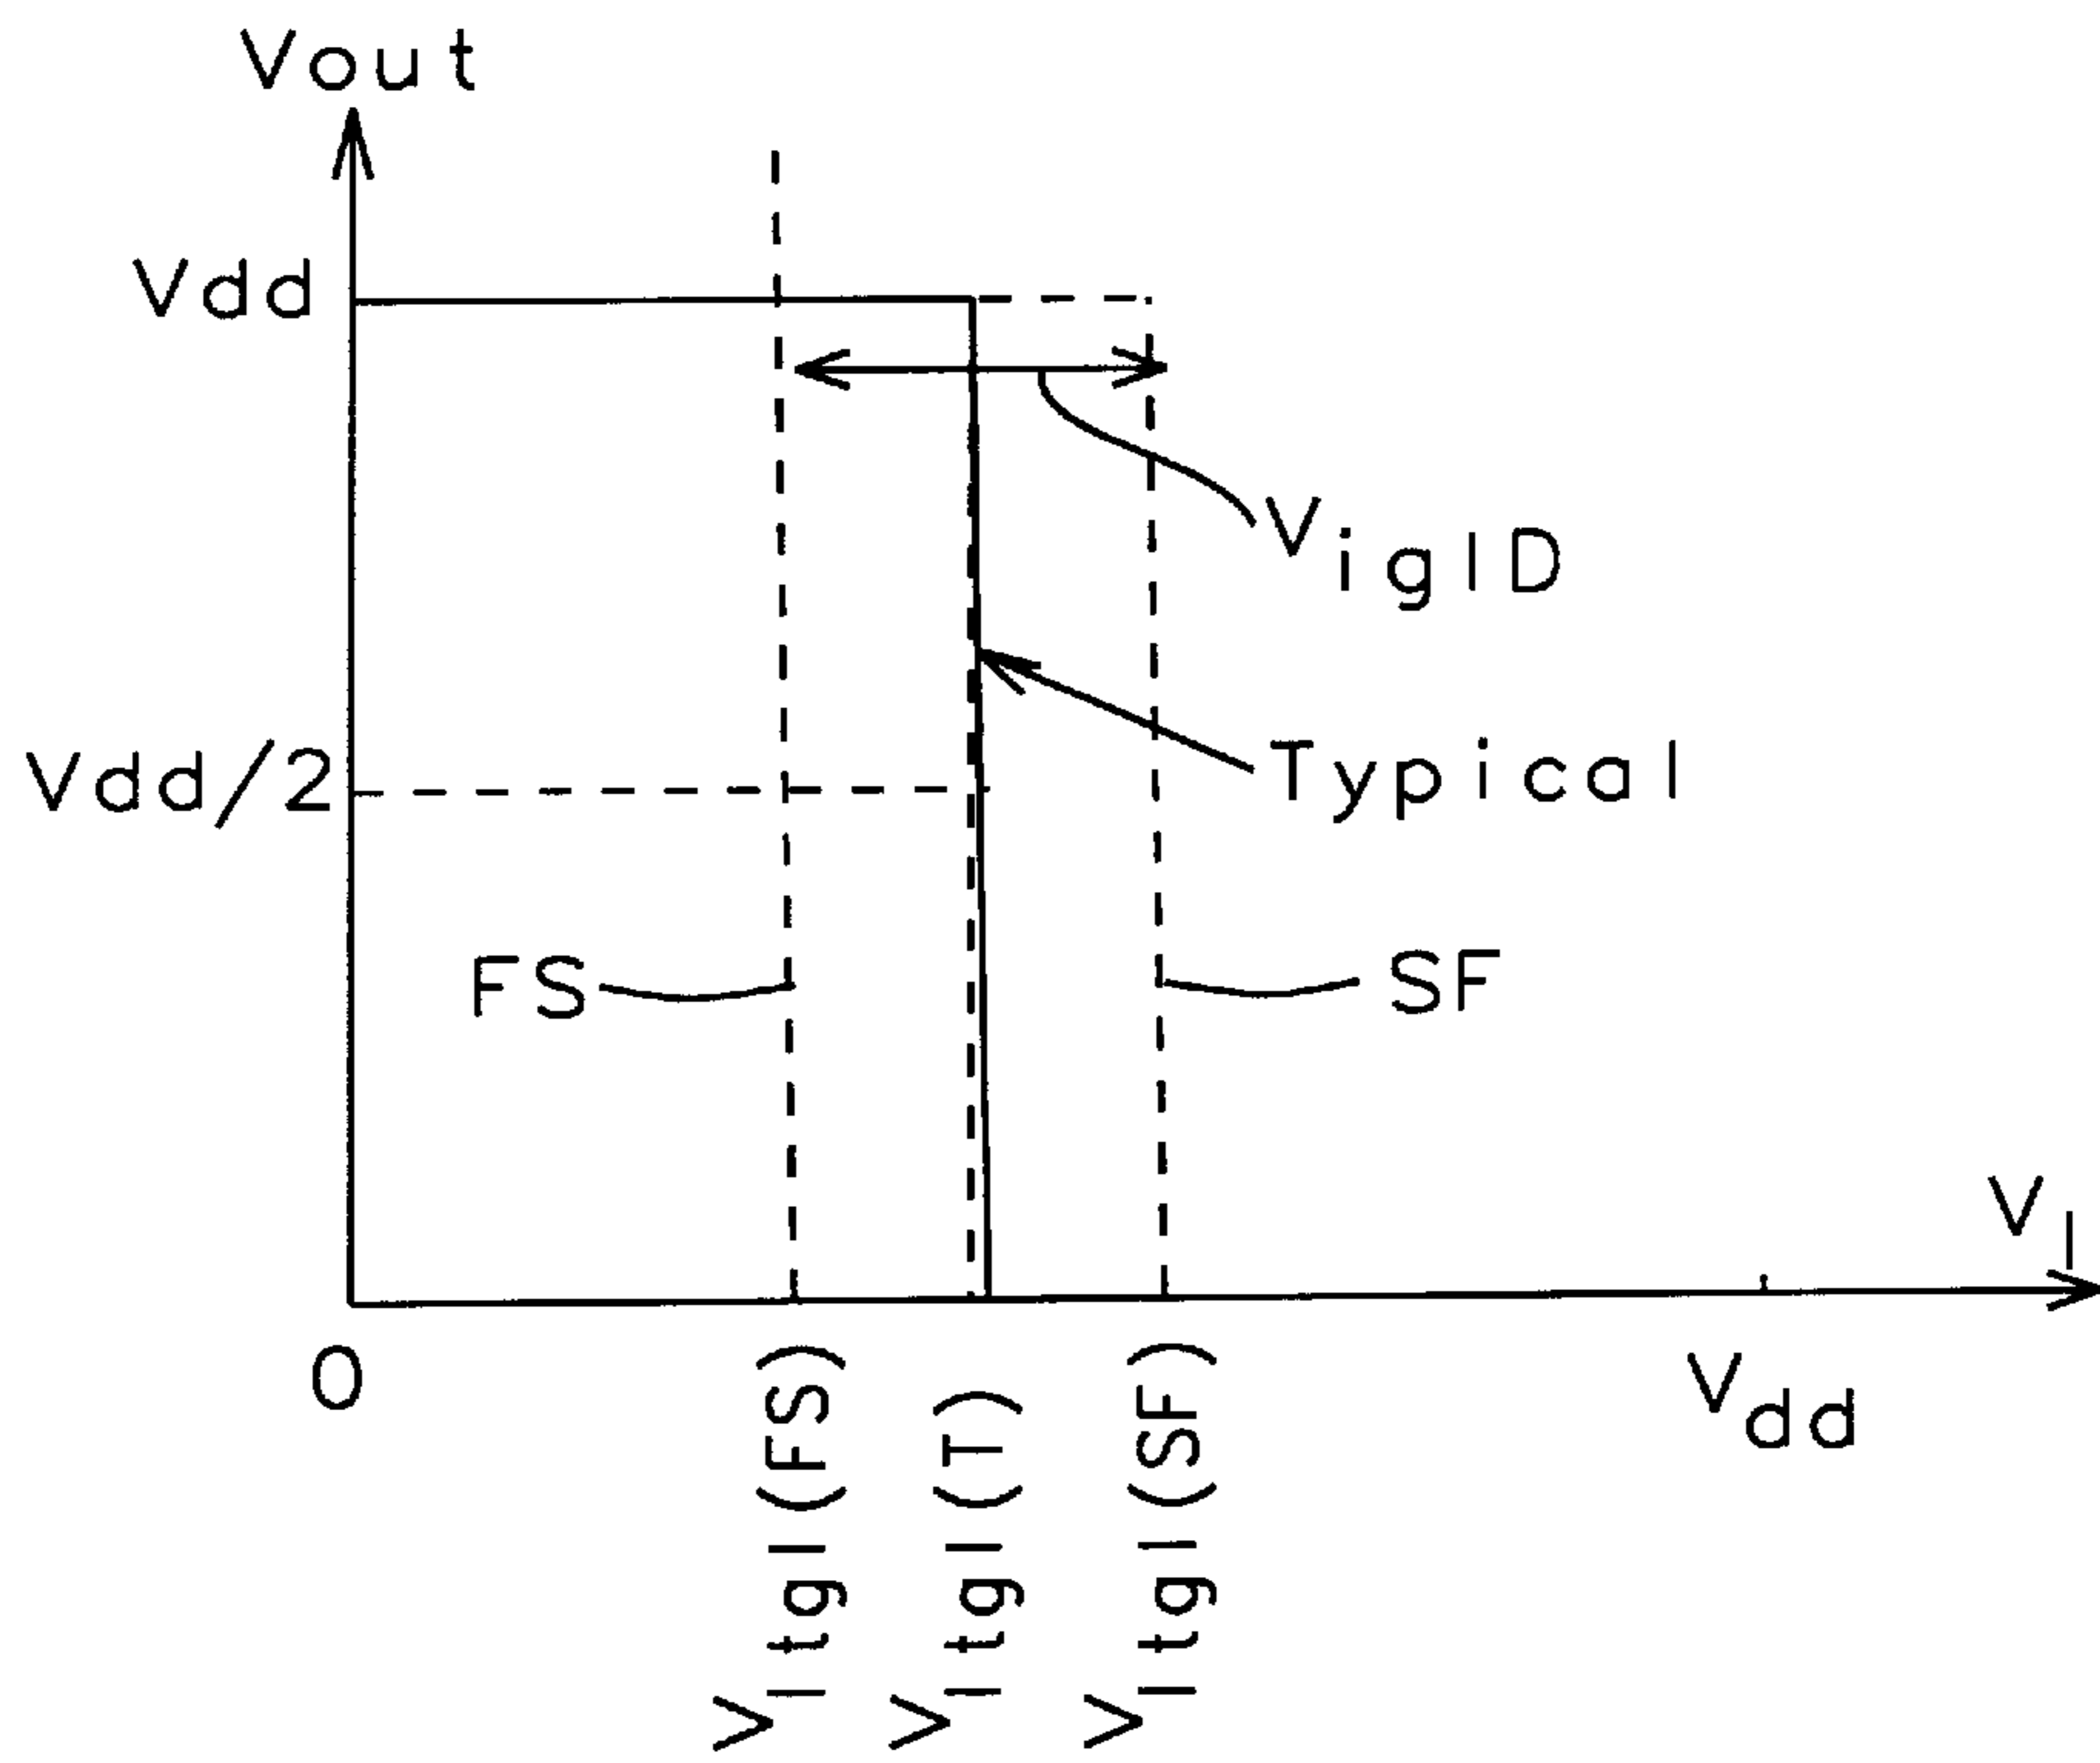 Vout
Vdd
VigID
Vdd/2
Typical
FS
SF
VI
0
Vdd
VItgl(FS)
VItgl(T)
VItgl(SF)